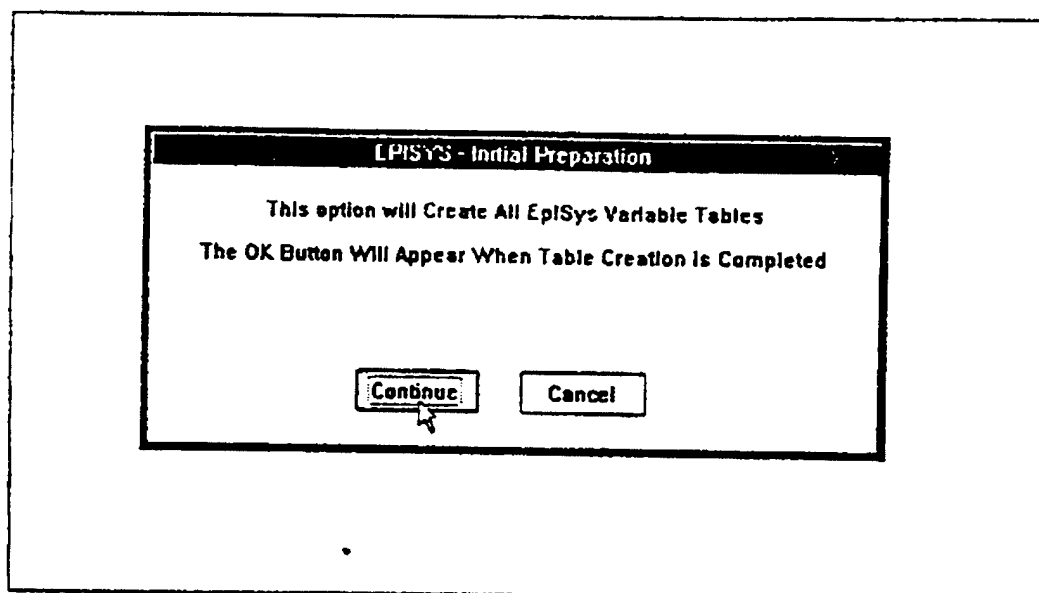 EPISYS - Initial Preparation
This option will Create All EpiSys Variable Tables
The OK Button Will Appear When Table Creation is Completed
Continue
Cancel